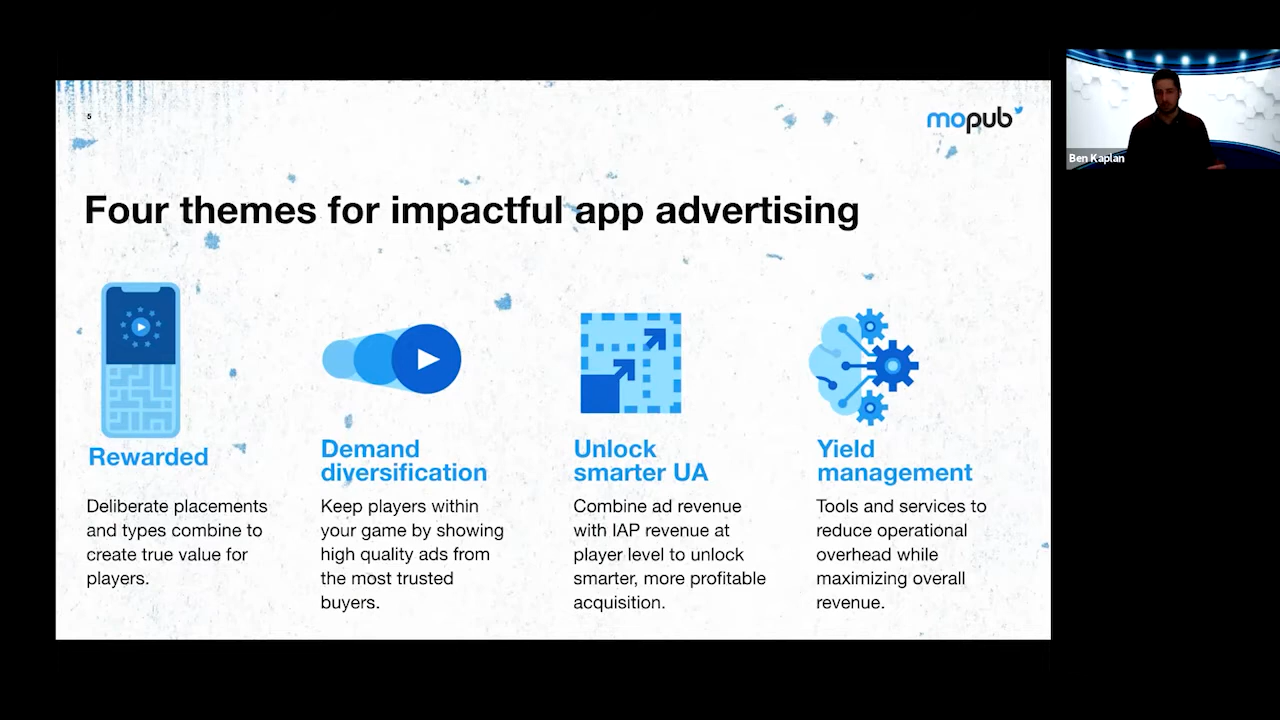 5
mopub
Ben Kaplan
Four themes for impactful app advertising
Rewarded
Deliberate placements
and types combine to
create true value for
players.
Demand
diversification
Keep players within
your game by showing
high quality ads from
the most trusted
buyers.
Unlock
smarter UA
Combine ad revenue
with IAP revenue at
player level to unlock
smarter, more profitable
acquisition.
Yield
management
Tools and services to
reduce operational
overhead while
maximizing overall
revenue.